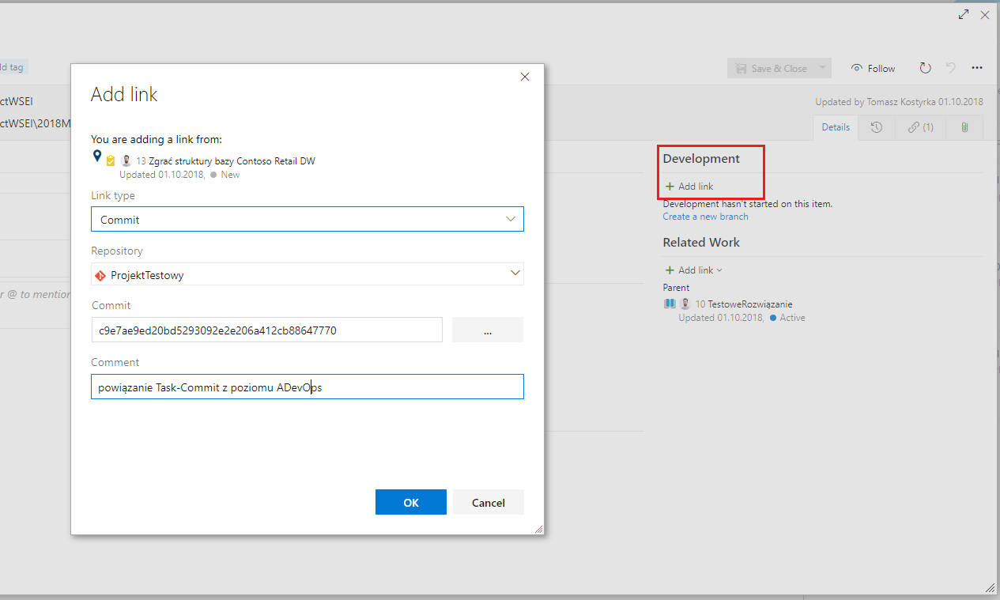 dd tag
Save & Close
Follow
ctWSEI
ctWSEI\2018M
Updated by Tomasz Kostyrka 01.10.2018
Details
(1)
Add link
You are adding a link from:
13 Zgrać struktury bazy Contoso Retail DW
Updated 01.10.2018, New
Link type
Commit
Repository
ProjektTestowy
Commit
c9e7ae9ed20bd5293092e2e206a412cb88647770
...
Comment
powiązanie Task-Commit z poziomu ADevOps
OK
Cancel
r @ to mention
Development
+ Add link
Development hasn't started on this item.
Create a new branch
Related Work
+ Add link
Parent
10 TestoweRozwiązanie
Updated 01.10.2018, Active